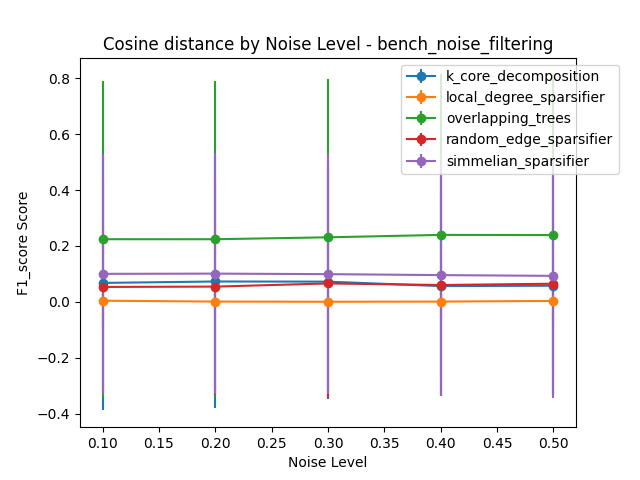 Cosine distance by Noise Level - bench_noise_filtering
k_core_decomposition
local_degree_sparsifier
overlapping_trees
random_edge_sparsifier
simmelian_sparsifier
F1_score Score
0.8
0.6
0.4
0.2
0.0
−0.2
−0.4
0.10 0.15 0.20 0.25 0.30 0.35 0.40 0.45 0.50
Noise Level